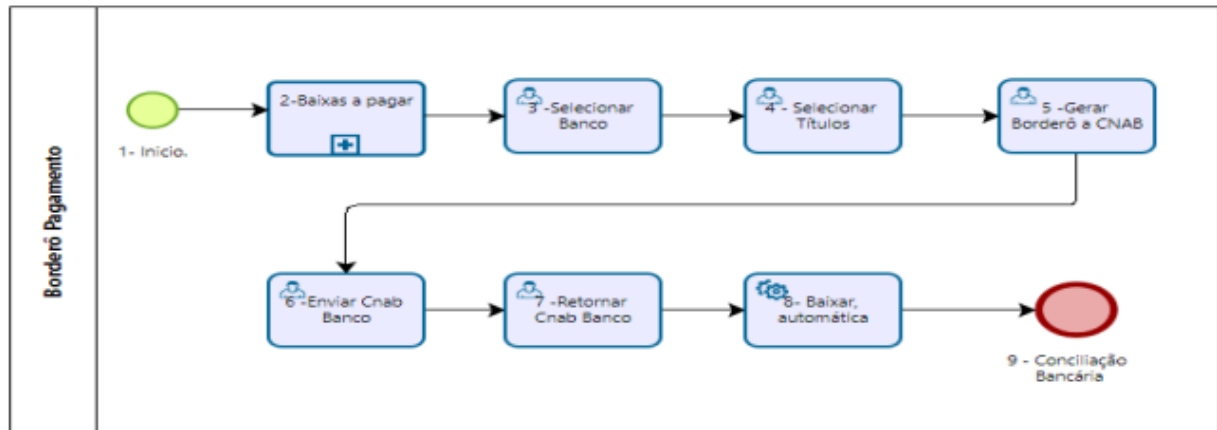 Borderô Pagamento
1- Inicio.
2-Baixas a pagar
3 -Selecionar
Banco
4 - Selecionar
Títulos
5 -Gerar
Borderô a CNAB
6 -Enviar Cnab
Banco
7 -Retornar
Cnab Banco
8- Baixar,
automática
9 - Conciliação
Bancária